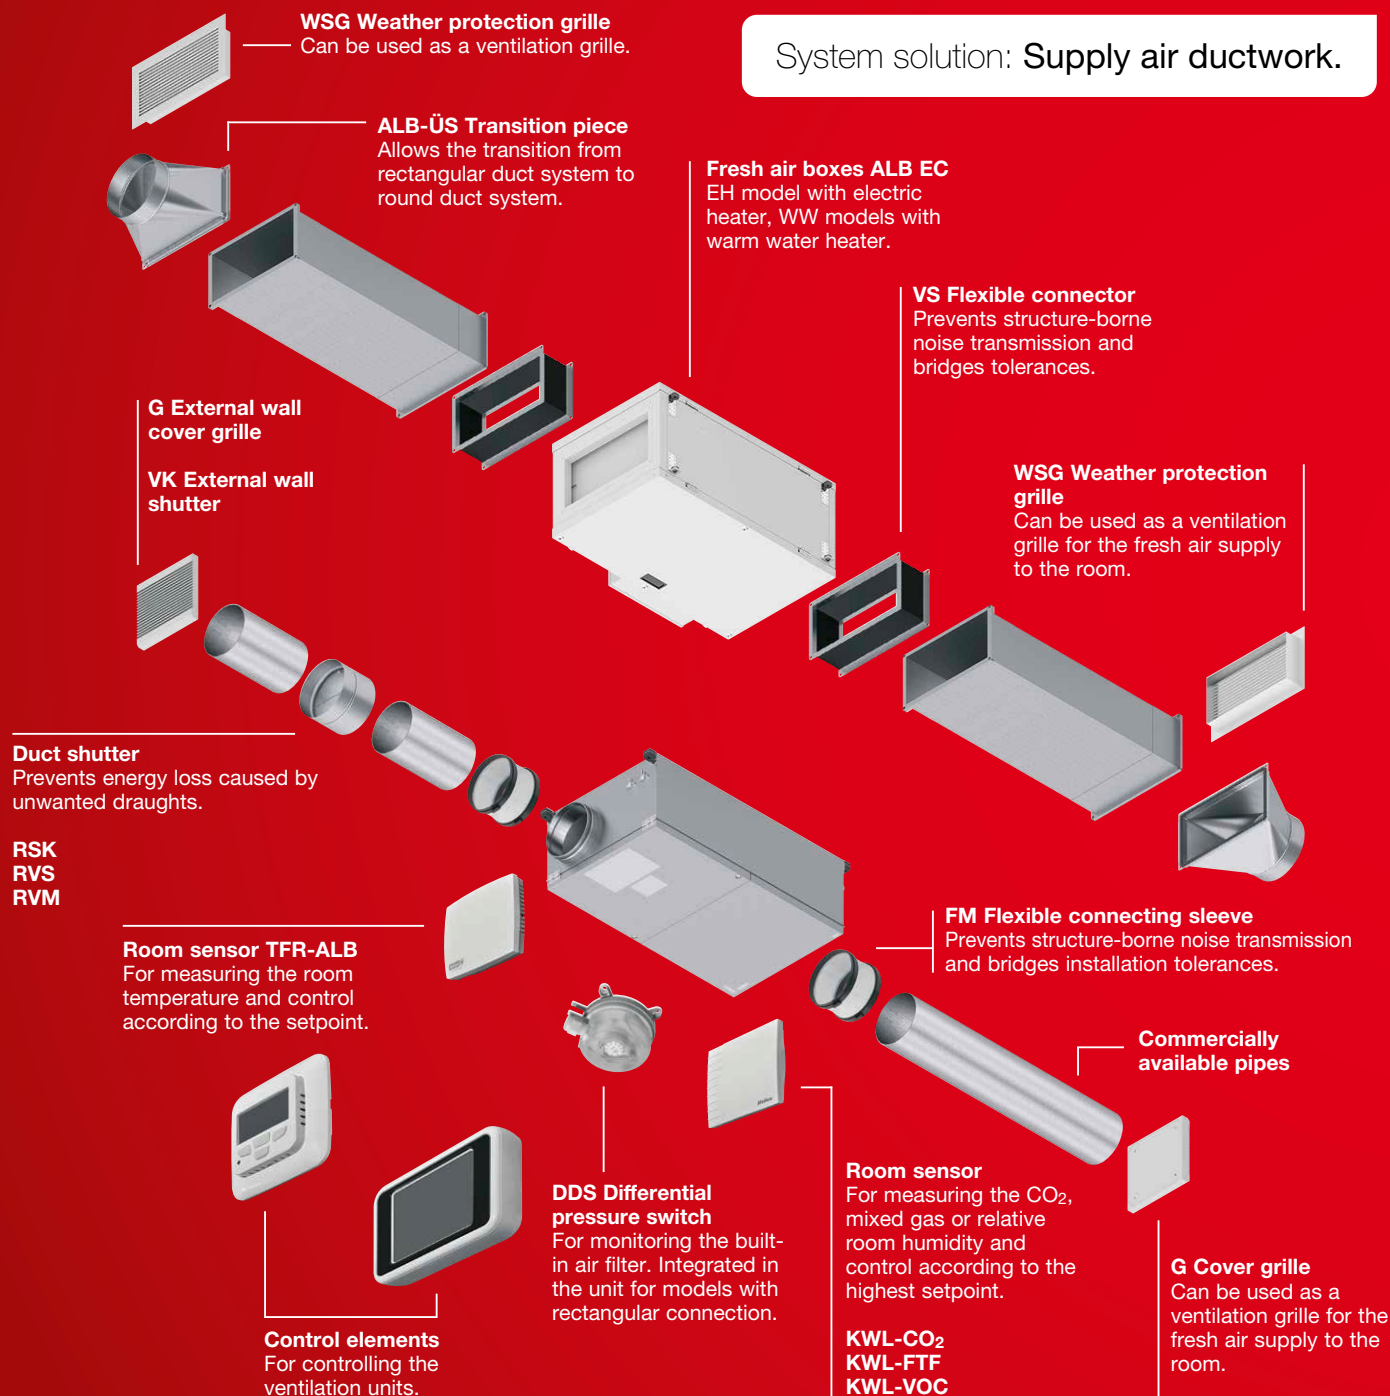 WSG Weather protection grille
Can be used as a ventilation grille.
System solution: Supply air ductwork.
ALB-ÜS Transition piece
Allows the transition from
rectangular duct system to
round duct system.
Fresh air boxes ALB EC
EH model with electric
heater, WW models with
warm water heater.
VS Flexible connector
Prevents structure-borne
noise transmission and
bridges tolerances.
G External wall
cover grille
VK External wall
shutter
WSG Weather protection
grille
Can be used as a ventilation
grille for the fresh air supply
to the room.
Duct shutter
Prevents energy loss caused by
unwanted draughts.
RSK
RVS
RVM
Room sensor TFR-ALB
For measuring the room
temperature and control
according to the setpoint.
FM Flexible connecting sleeve
Prevents structure-borne noise transmission
and bridges installation tolerances.
Commercially
available pipes
DDS Differential
pressure switch
For monitoring the built-
in air filter. Integrated in
the unit for models with
rectangular connection.
Room sensor
For measuring the CO₂,
mixed gas or relative
room humidity and
control according to the
highest setpoint.
KWL-CO₂
KWL-FTF
KWL-VOC
G Cover grille
Can be used as a
ventilation grille for the
fresh air supply to the
room.
Control elements
For controlling the
ventilation units.